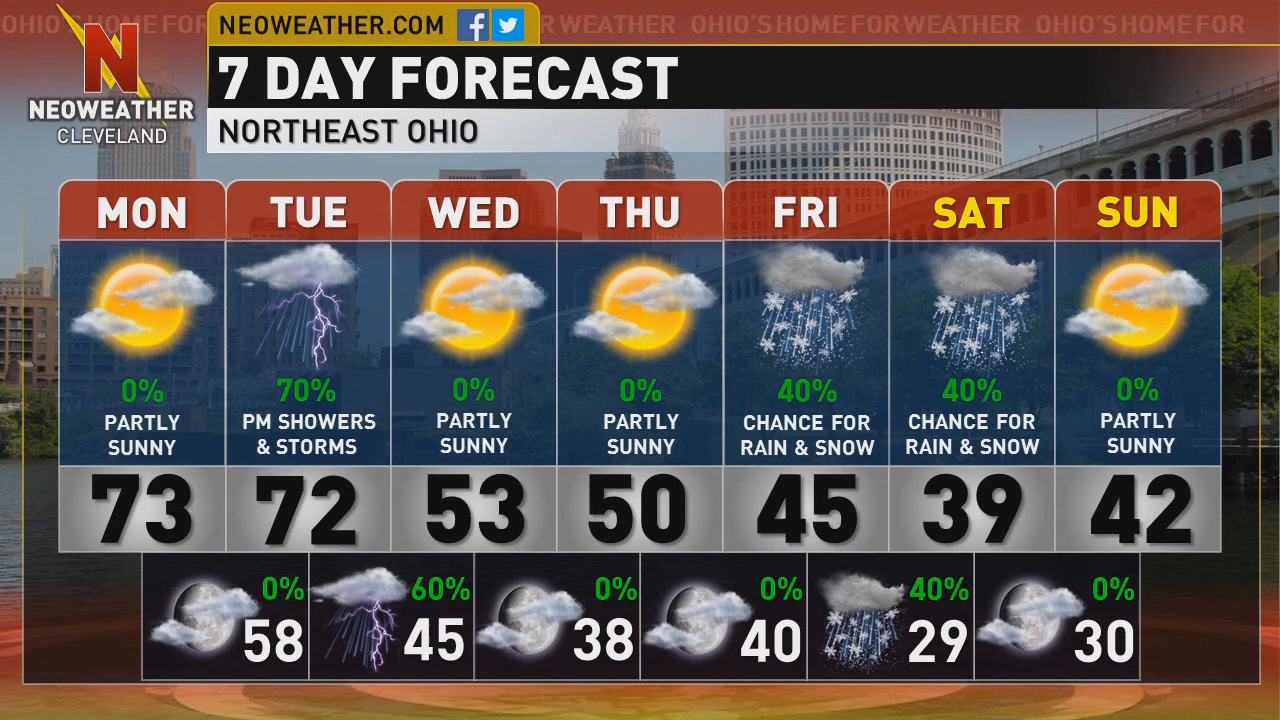 OHIO'S HOME FOR WEATHER OHIO'S HOME FOR WEATHER OHIO'S HOME FOR
NEOWEATHER.COM f
N
NEOWEATHER
CLEVELAND
7 DAY FORECAST
NORTHEAST OHIO
MON TUE WED THU FRI SAT SUN
0% 70% 0% 0% 40% 40% 0%
PARTLY PM SHOWERS PARTLY PARTLY CHANCE FOR CHANCE FOR PARTLY
SUNNY & STORMS SUNNY SUNNY RAIN & SNOW RAIN & SNOW SUNNY
73 72 53 50 45 39 42
0% 60% 0% 0% 40% 0%
58 45 38 40 29 30